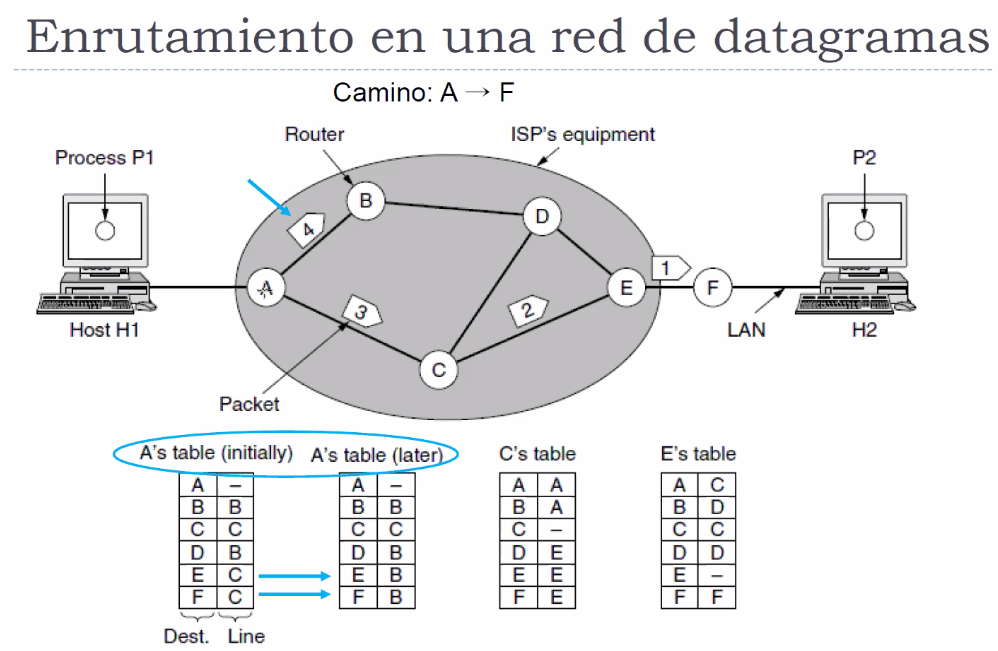 Enrutamiento en una red de datagramas
Camino: A → F
Router
ISP's equipment
Process P1
P2
B
D
4
A
1
E
F
3
2
C
Host H1
LAN
H2
Packet
A's table (initially)
A's table (later)
C's table
E's table
A –
B B
C C
D B
E C
F C
A –
B B
C C
D B
E B
F B
A A
B A
C –
D E
E E
F E
A C
B D
C C
D D
E –
F F
Dest. Line